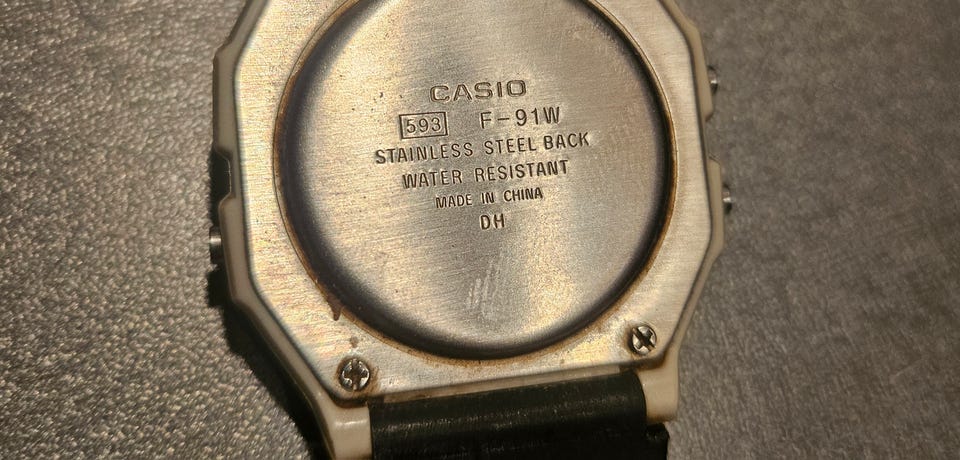 CASIO
593 F-91W
STAINLESS STEEL BACK
WATER RESISTANT
MADE IN CHINA
DH